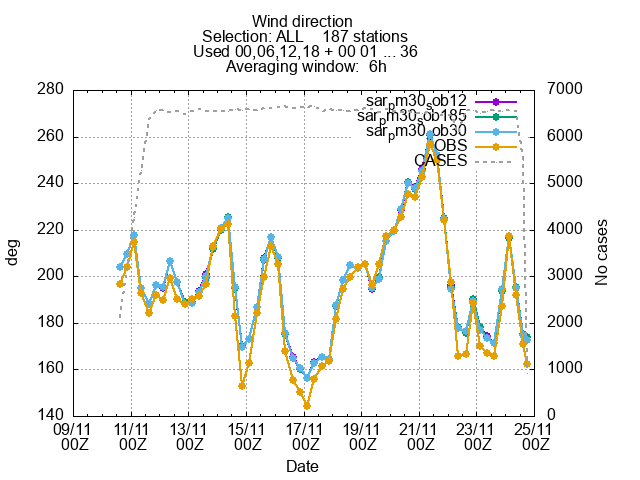 Wind direction
Selection: ALL 187 stations
Used 00,06,12,18 + 00 01 ... 36
Averaging window: 6h
280
260
240
220
200
180
160
140
deg
7000
6000
5000
4000
3000
2000
1000
0
No cases
sar_pm30_sob12
sar_pm30_sob185
sar_pm30_ob30
OBS
CASES
09/11 11/11 13/11 15/11 17/11 19/11 21/11 23/11 25/11
00Z 00Z 00Z 00Z 00Z 00Z 00Z 00Z 00Z
Date